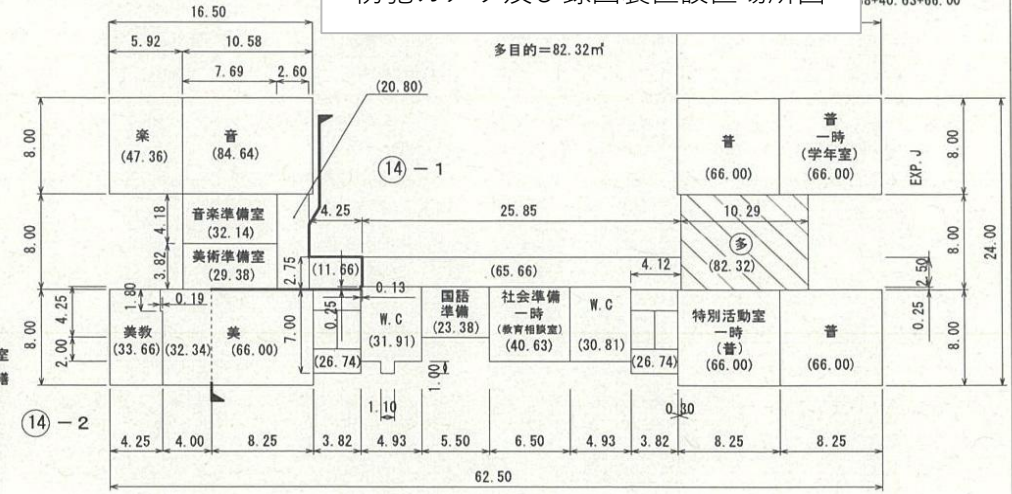 16.50
多目的＝82.32㎡
5.92
10.58
7.69
2.60
(20.80)
8.00
楽
(47.36)
音
(84.64)
⑭－1
普
(66.00)
普
一時
(学年室)
(66.00)
EXP.J
8.00
24.00
8.00
4.18
音楽準備室
(32.14)
3.82
美術準備室
(29.38)
4.25
25.85
10.29
多
(82.32)
8.00
2.75
(11.66)
(65.66)
4.12
2.50
0.13
0.25
8.00
4.25
2.00
1.80
0.19
美教
(33.66)
(32.34)
美
(66.00)
7.00
0.25
(26.74)
W.C
(31.91)
国語
準備
(23.38)
社会準備
一時
(教育相談室)
(40.63)
W.C
(30.81)
(26.74)
特別活動室
一時
(普)
(66.00)
普
(66.00)
8.00
室
1.00
1.10
0.30
⑭－2
4.25
4.00
8.25
3.82
4.93
5.50
6.50
4.93
3.82
8.25
8.25
62.50